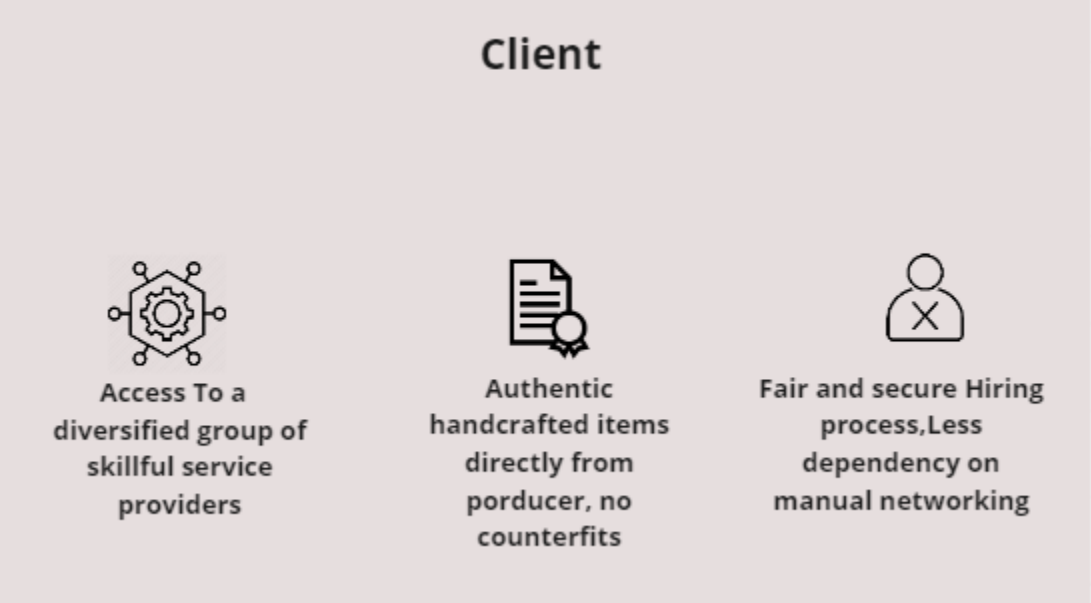 Client
Access To a
diversified group of
skillful service
providers
Authentic
handcrafted items
directly from
porducer, no
counterfits
Fair and secure Hiring
process,Less
dependency on
manual networking